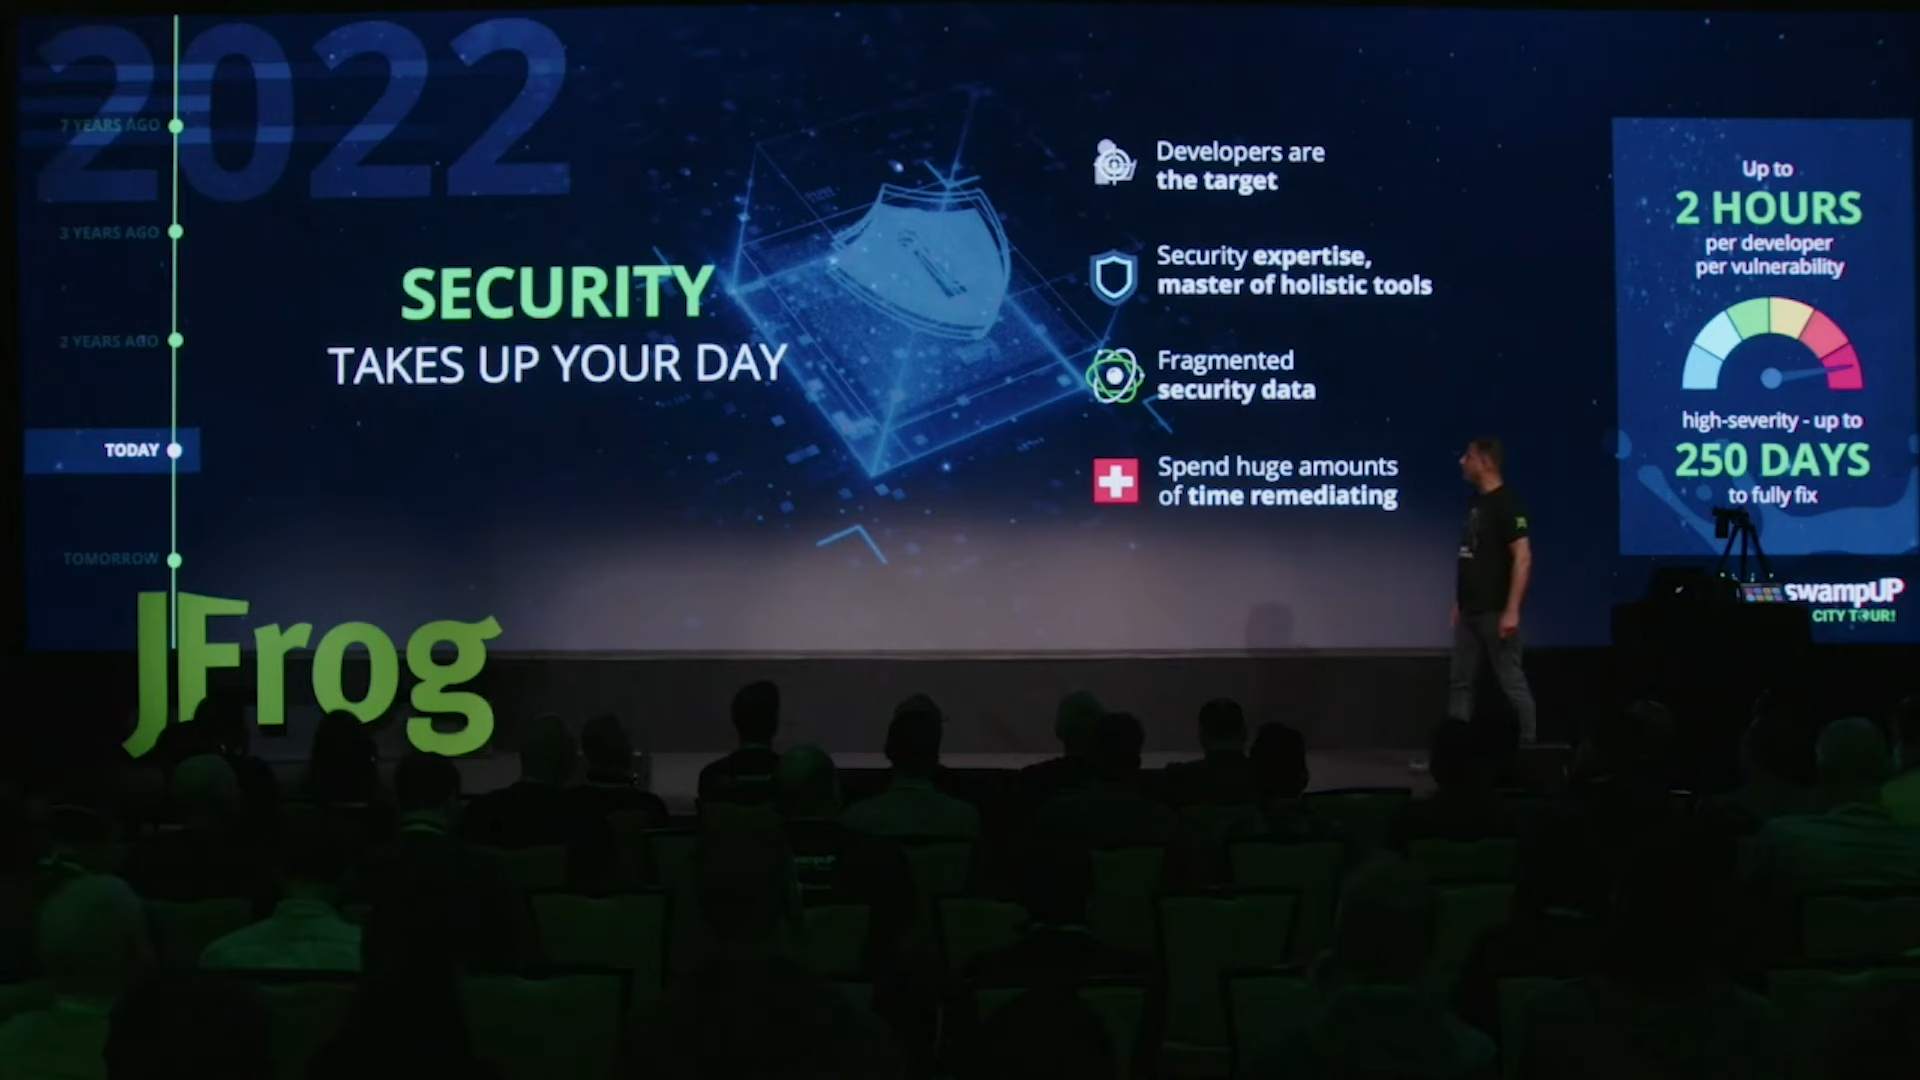 2022
7 YEARS AGO
3 YEARS AGO
2 YEARS AGO
TODAY
TOMORROW
SECURITY
TAKES UP YOUR DAY
Developers are
the target
Security expertise,
master of holistic tools
Fragmented
security data
Spend huge amounts
of time remediating
Up to
2 HOURS
per developer
per vulnerability
high-severity - up to
250 DAYS
to fully fix
swampUP
CITY TOUR!
JFrog